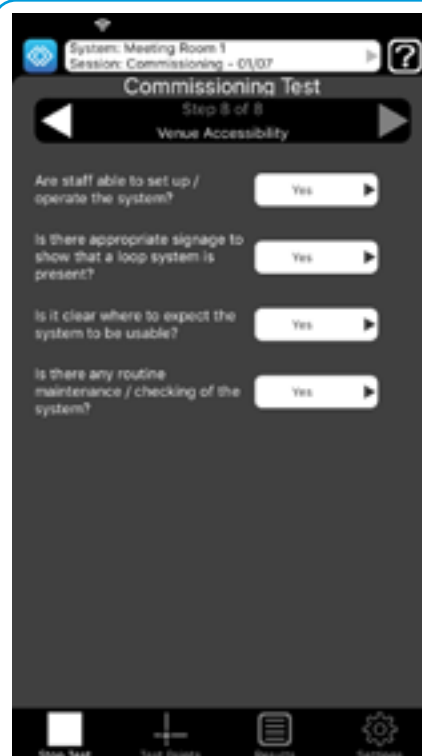 System: Meeting Room 1
Session: Commissioning - 01/07
?
Commissioning Test
Step 8 of 8
Venue Accessibility
Are staff able to set up /
operate the system?
Yes
Is there appropriate signage to
show that a loop system is
present?
Yes
Is it clear where to expect the
system to be usable?
Yes
Is there any routine
maintenance / checking of the
system?
Yes
Stop Test
Test Points
Results
Settings